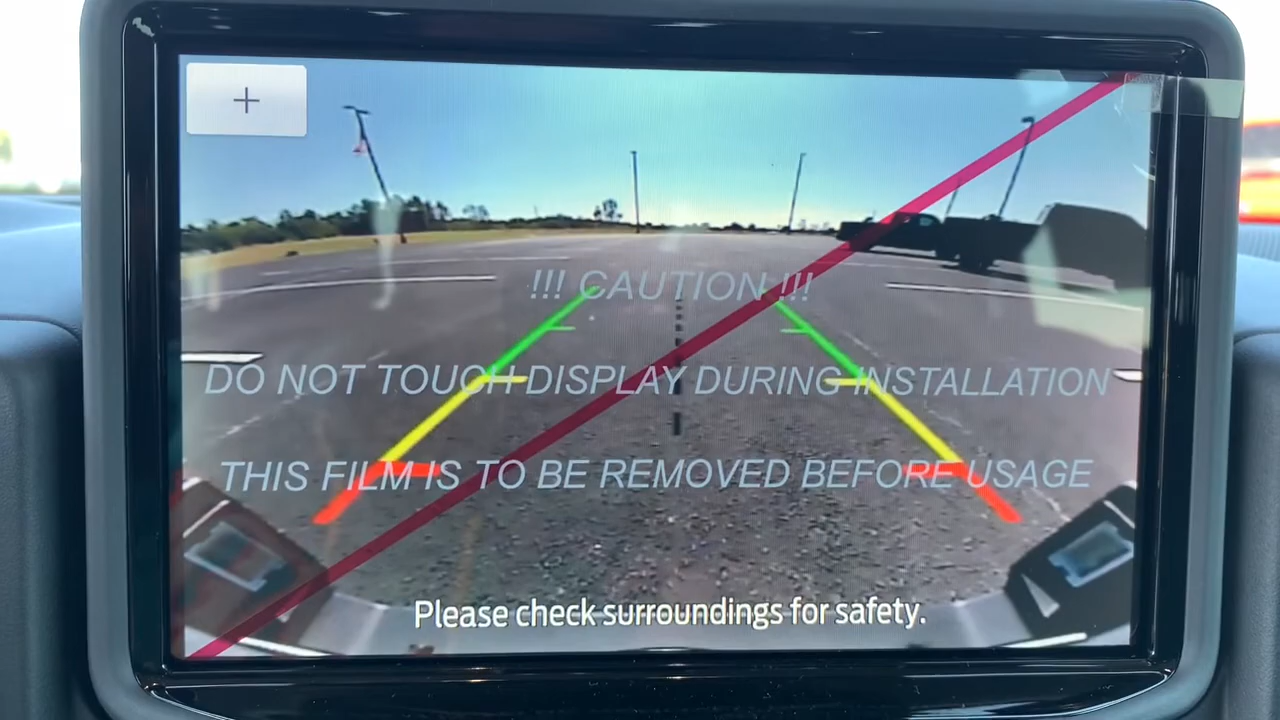 +
!!! CAUTION !!!
DO NOT TOUCH DISPLAY DURING INSTALLATION
THIS FILM IS TO BE REMOVED BEFORE USAGE
Please check surroundings for safety.